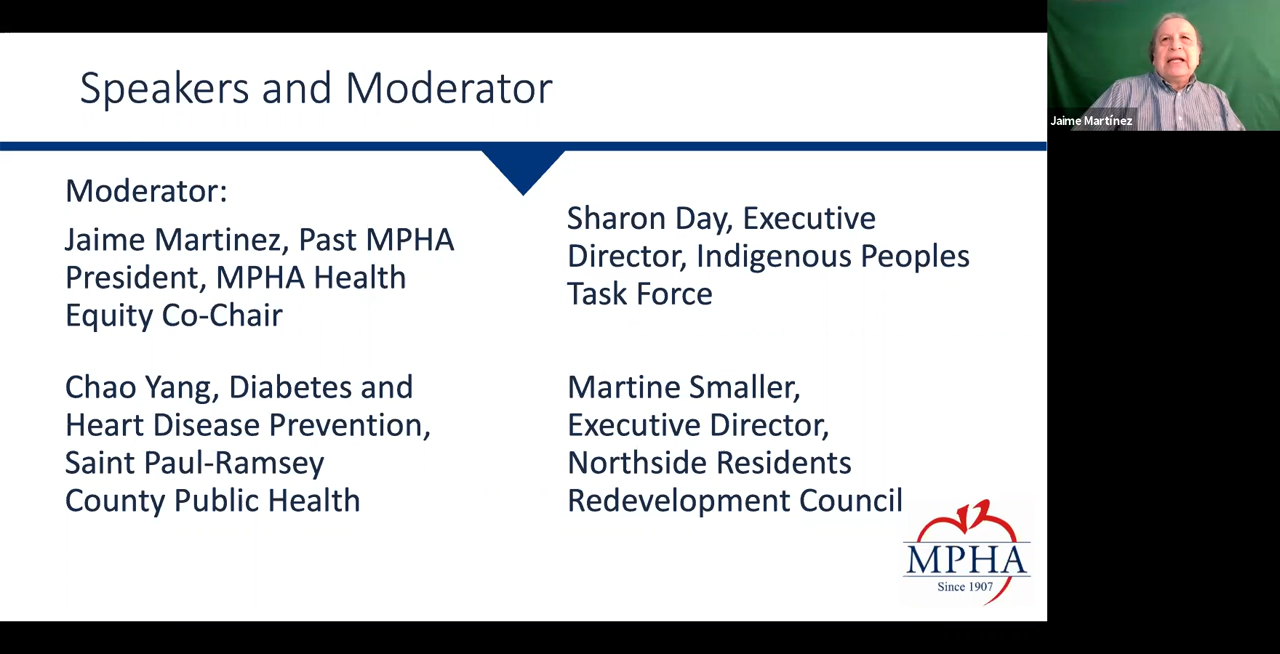 Speakers and Moderator
Moderator:
Jaime Martinez, Past MPHA
President, MPHA Health
Equity Co-Chair
Chao Yang, Diabetes and
Heart Disease Prevention,
Saint Paul-Ramsey
County Public Health
Sharon Day, Executive
Director, Indigenous Peoples
Task Force
Martine Smaller,
Executive Director,
Northside Residents
Redevelopment Council
MPHA
Since 1907
Jaime Martínez